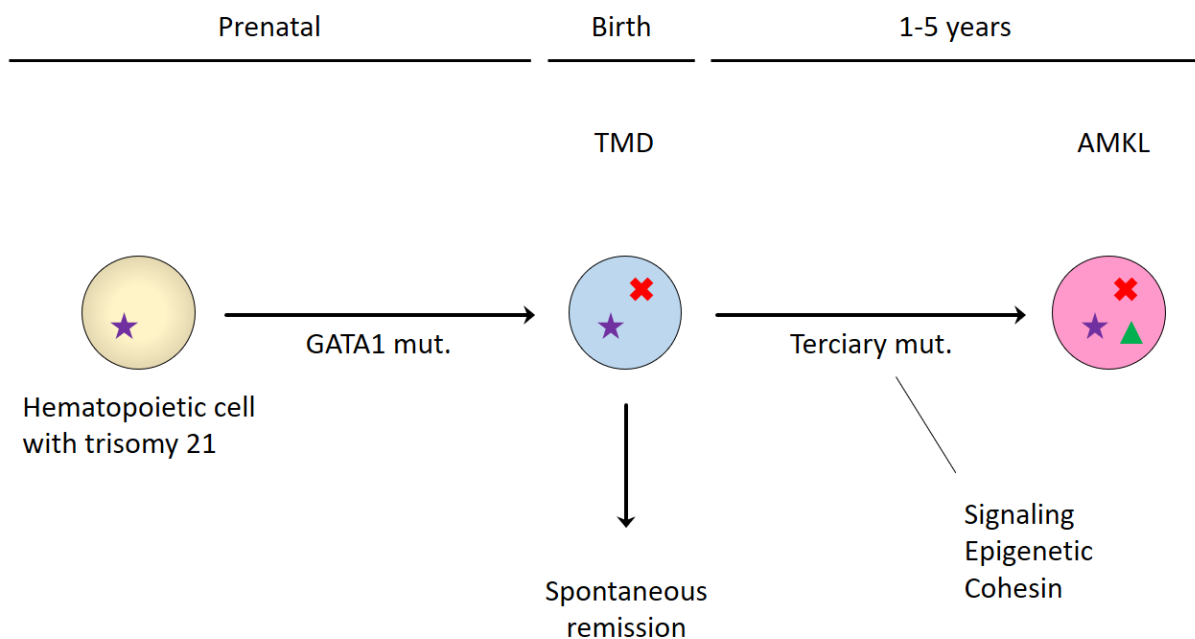 Prenatal
Birth
1-5 years
TMD
AMKL
GATA1 mut.
Terciary mut.
Hematopoietic cell
with trisomy 21
Signaling
Epigenetic
Cohesin
Spontaneous
remission